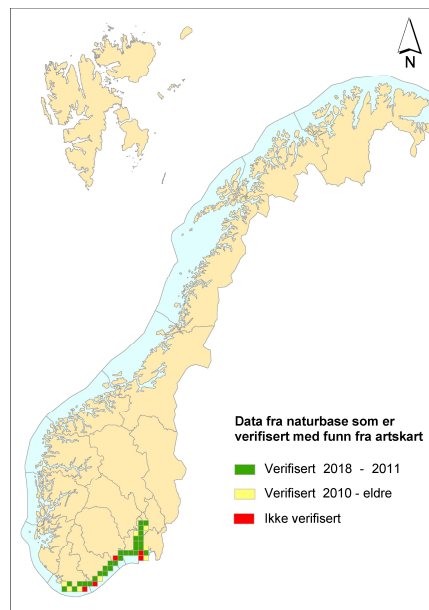 N
Data fra naturbase som er
verifisert med funn fra artskart
Verifisert 2018 - 2011
Verifisert 2010 - eldre
Ikke verifisert